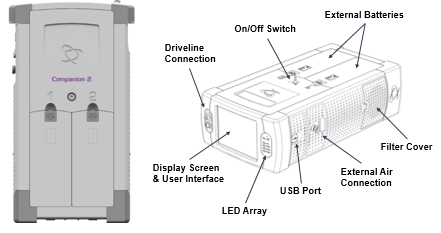 Companion 2
1
2
External Batteries
On/Off Switch
Driveline
Connection
Filter Cover
Display Screen
& User Interface
External Air
Connection
USB Port
LED Array